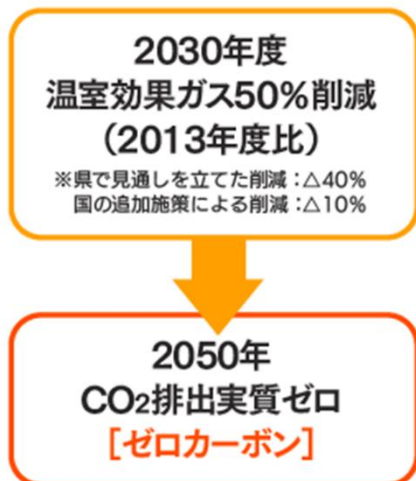 2030年度
温室効果ガス50%削減
（2013年度比）
※県で見通しを立てた削減：△40%
国の追加施策による削減：△10%
2050年
CO₂排出実質ゼロ
［ゼロカーボン］